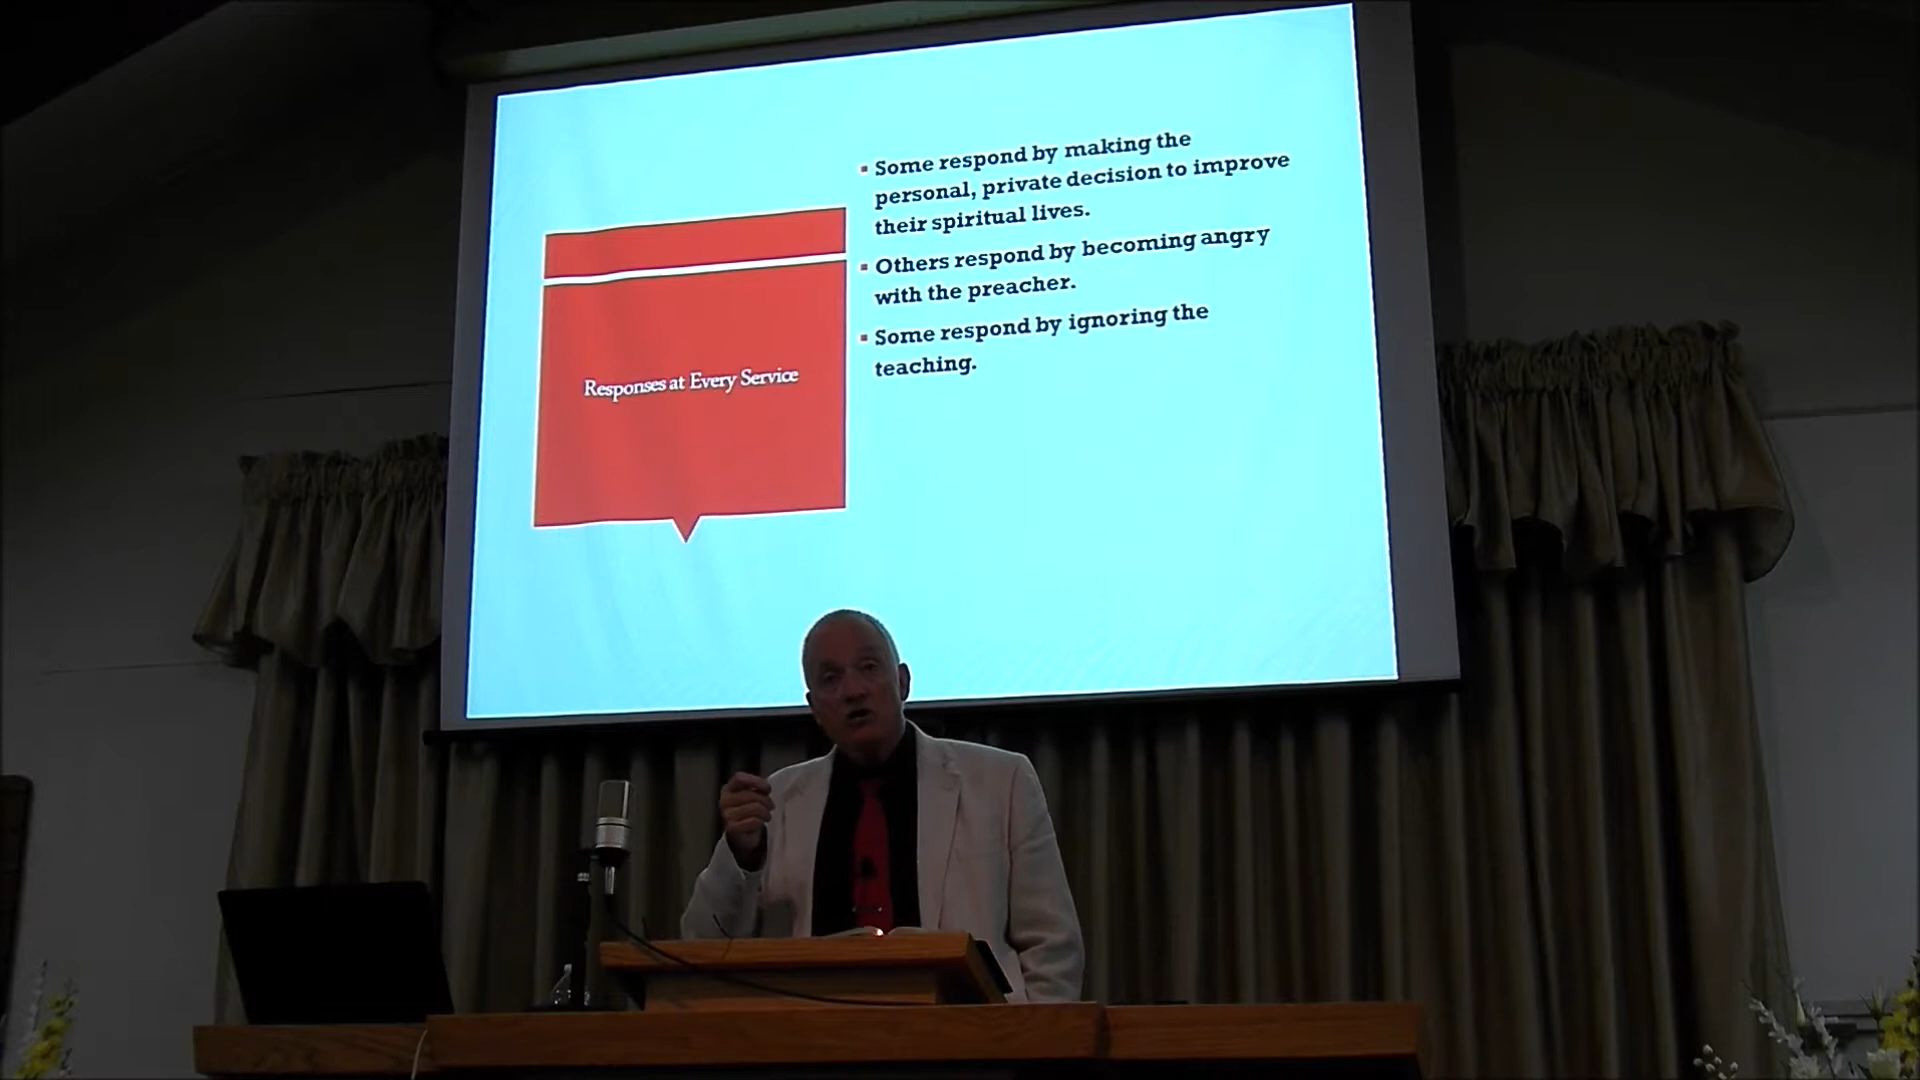 Responses at Every Service
▪ Some respond by making the
personal, private decision to improve
their spiritual lives.
▪ Others respond by becoming angry
with the preacher.
▪ Some respond by ignoring the
teaching.